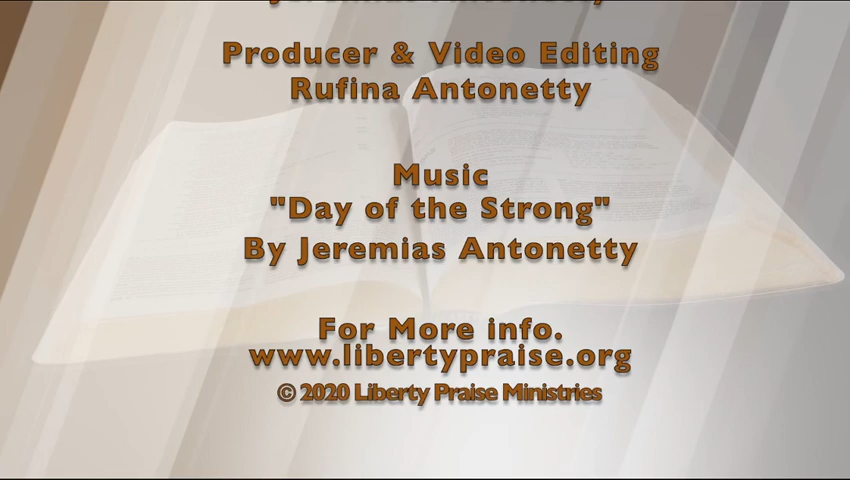 Producer & Video Editing
Rufina Antonetty
Music
"Day of the Strong"
By Jeremias Antonetty
For More info.
www.libertypraise.org
© 2020 Liberty Praise Ministries